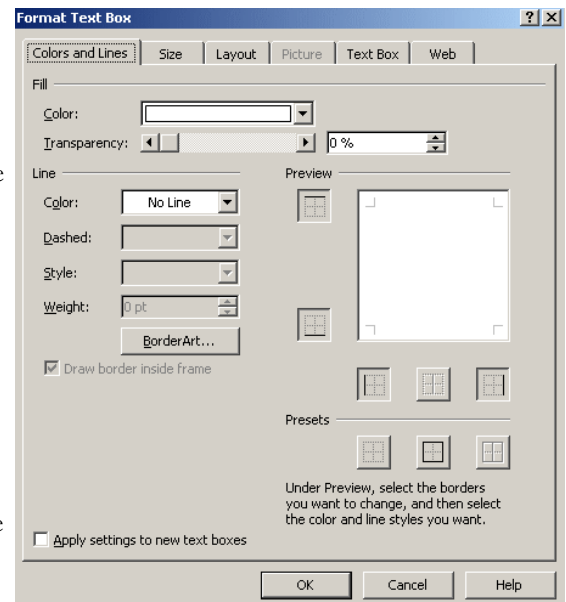 Format Text Box
Colors and Lines Size Layout Picture Text Box Web
Fill
Color:
Transparency: 0 %
Line
Color: No Line
Dashed:
Style:
Weight: 0 pt
BorderArt...
Draw border inside frame
Preview
Presets
Under Preview, select the borders
you want to change, and then select
the color and line styles you want.
Apply settings to new text boxes
OK Cancel Help